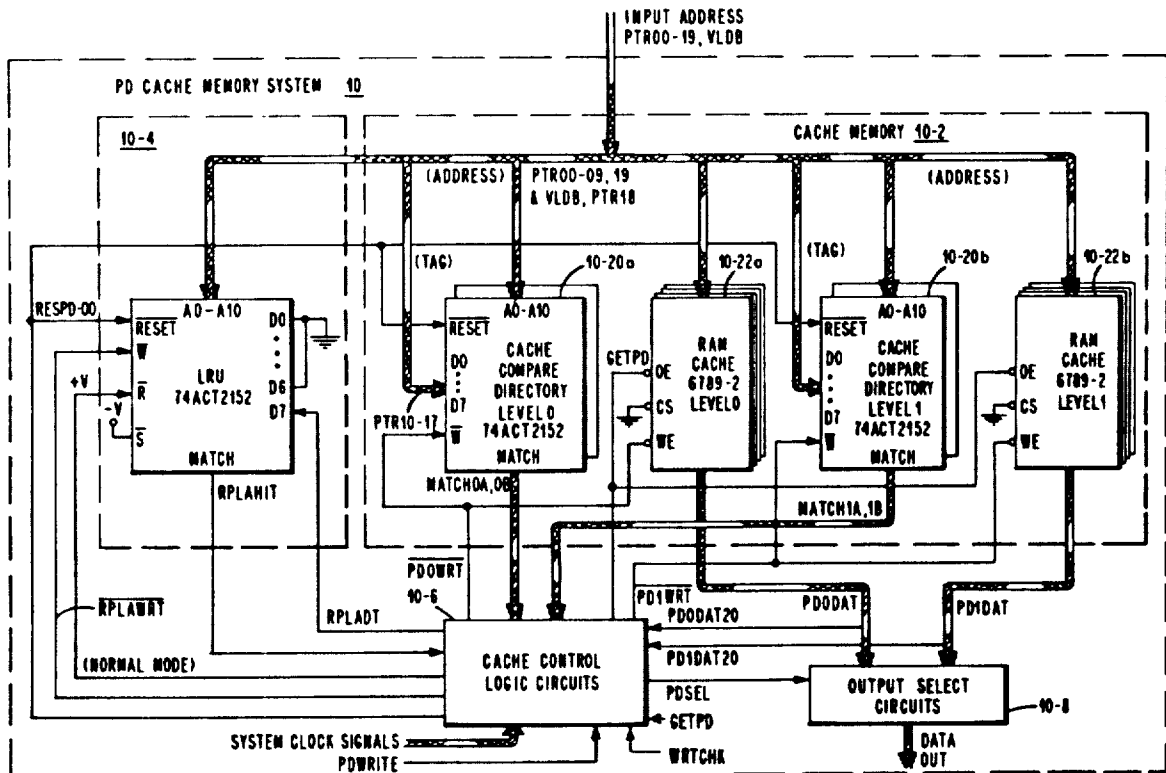 INPUT ADDRESS
PTR00-19, VLDB
PD CACHE MEMORY SYSTEM 10
10-4
CACHE MEMORY 10-2
(ADDRESS)
PTR00-09, 19
& VLDB, PTR18
(ADDRESS)
(TAG)
(TAG)
10-20a
10-22a
10-20b
10-22b
RESPD-00
A0-A10
RESET
W
R
S
D0
D6
D7
LRU
74ACT2152
MATCH
+V
-V
RPLAHIT
A0-A10
RESET
D0
D7
W
CACHE
COMPARE
DIRECTORY
LEVEL 0
74ACT2152
MATCH
PTR10-17
GETPD
OE
CS
WE
RAM
CACHE
6789-2
LEVEL0
A0-A10
RESET
D0
D7
W
CACHE
COMPARE
DIRECTORY
LEVEL 1
74ACT2152
MATCH
OE
CS
WE
RAM
CACHE
6789-2
LEVEL1
MATCH0A,0B
MATCH1A,1B
PD0WRT
PD1WRT
10-6
RPLAWRT
RPLADT
PD0DAT
PD1DAT
PD0DAT20
PD1DAT20
(NORMAL MODE)
CACHE CONTROL
LOGIC CIRCUITS
PDSEL
OUTPUT SELECT
CIRCUITS
10-8
GETPD
SYSTEM CLOCK SIGNALS
PDWRITE
WRTCHK
DATA
OUT